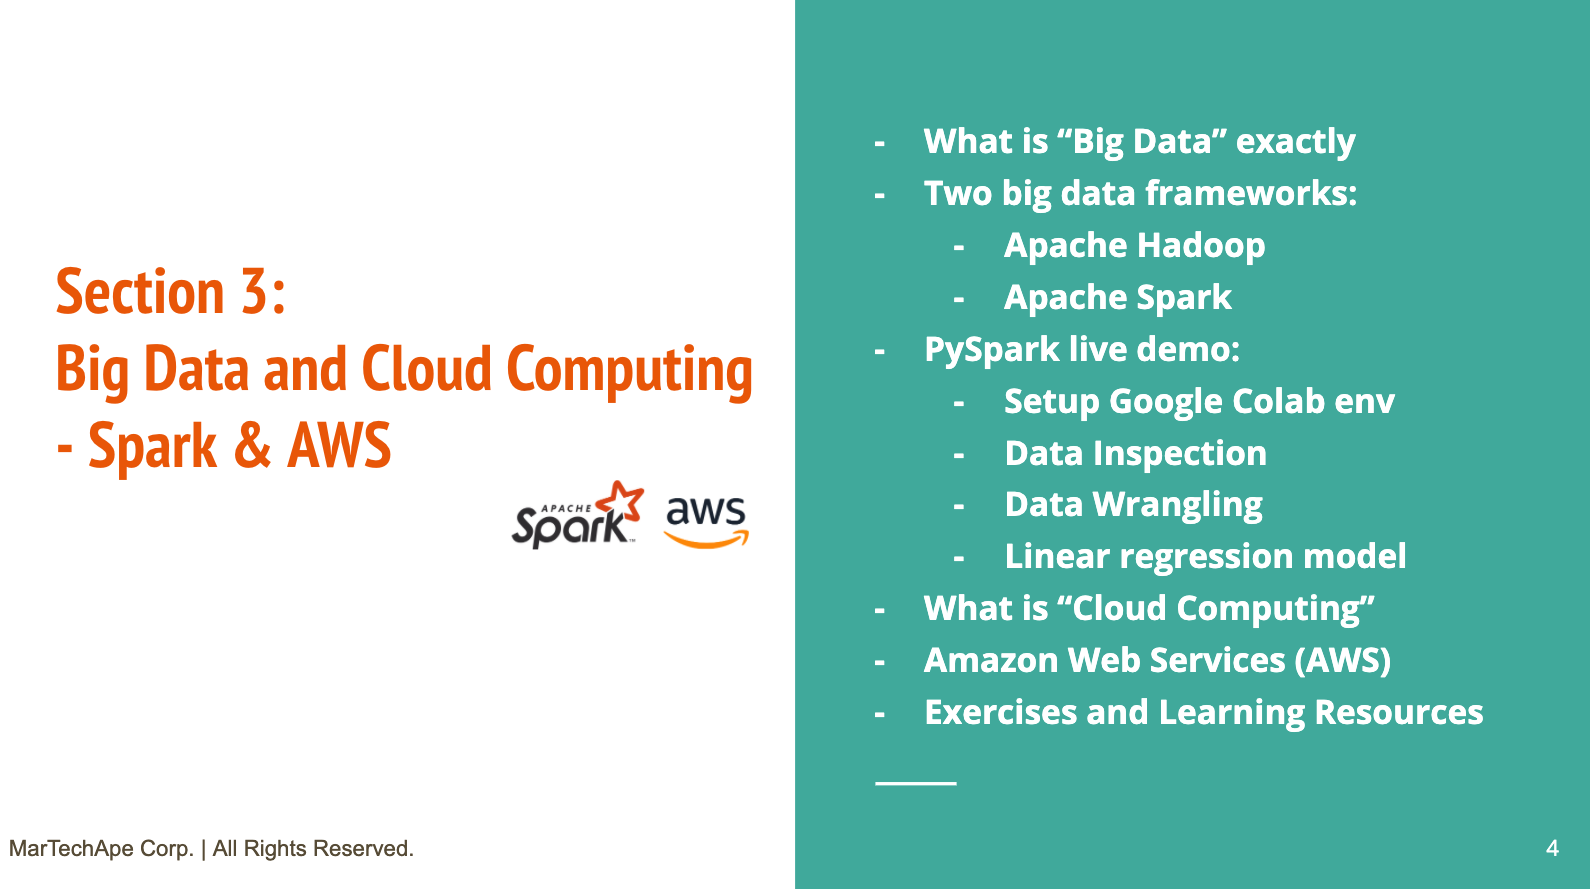 Section 3:
Big Data and Cloud Computing
- Spark & AWS
APACHE
Spark™
aws
- What is “Big Data” exactly
- Two big data frameworks:
- Apache Hadoop
- Apache Spark
- PySpark live demo:
- Setup Google Colab env
- Data Inspection
- Data Wrangling
- Linear regression model
- What is “Cloud Computing”
- Amazon Web Services (AWS)
- Exercises and Learning Resources
MarTechApe Corp. | All Rights Reserved.
4